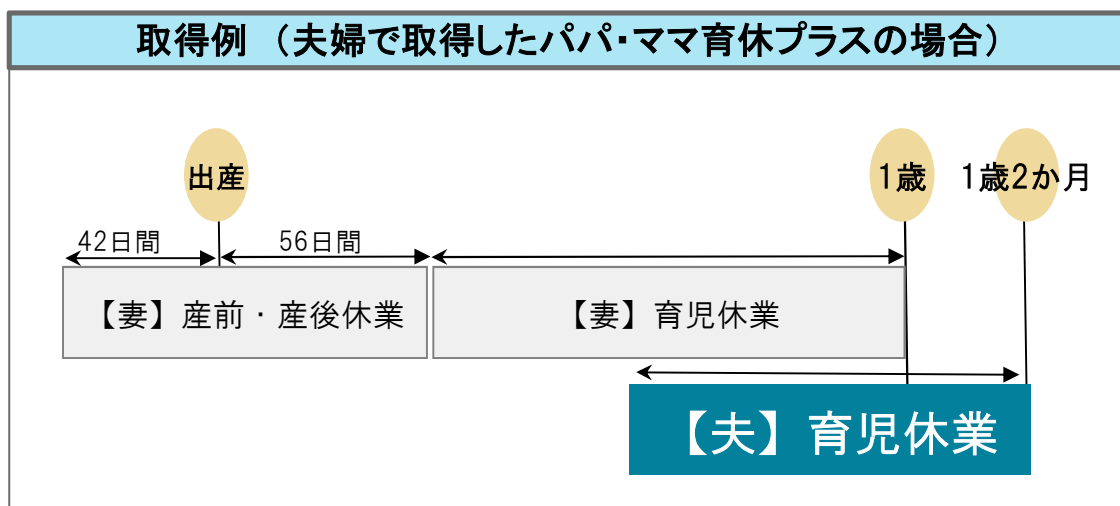 取得例 （夫婦で取得したパパ・ママ育休プラスの場合）
出産
1歳
1歳2か月
42日間
56日間
【妻】産前・産後休業
【妻】育児休業
【夫】育児休業